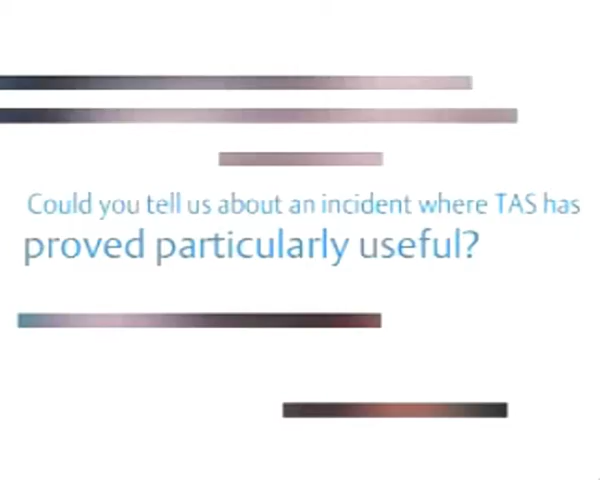 Could you tell us about an incident where TAS has
proved particularly useful?